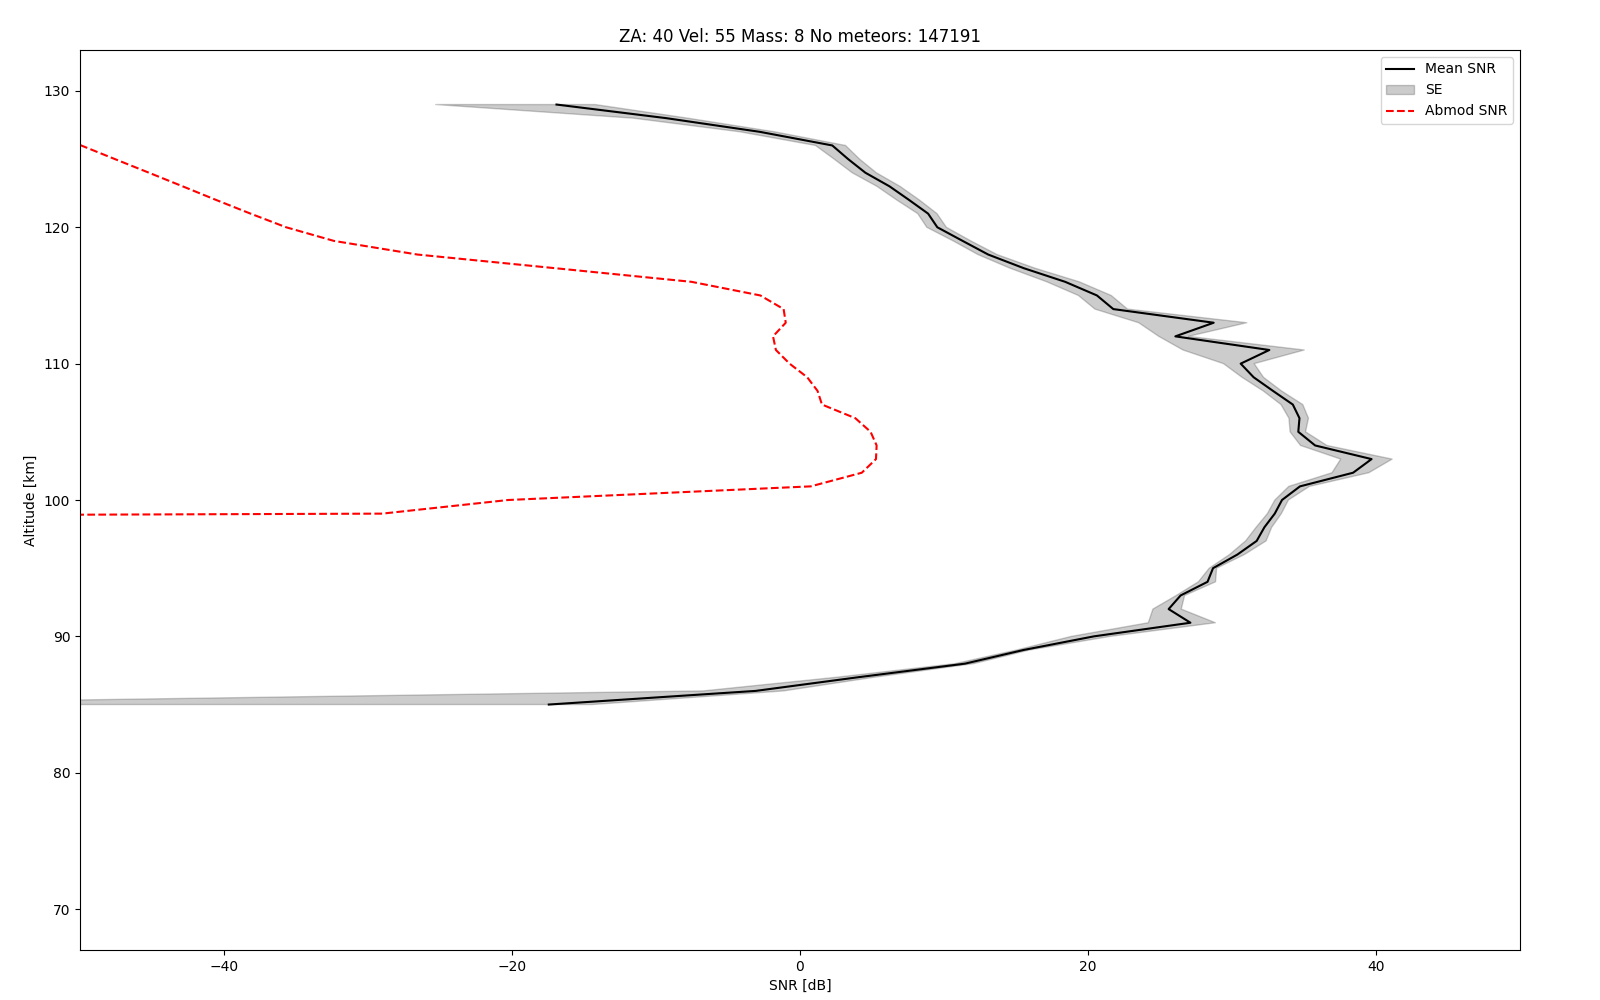 ZA: 40 Vel: 55 Mass: 8 No meteors: 147191
Mean SNR
SE
Abmod SNR
130
120
110
100
90
80
70
Altitude [km]
−40
−20
0
20
40
SNR [dB]